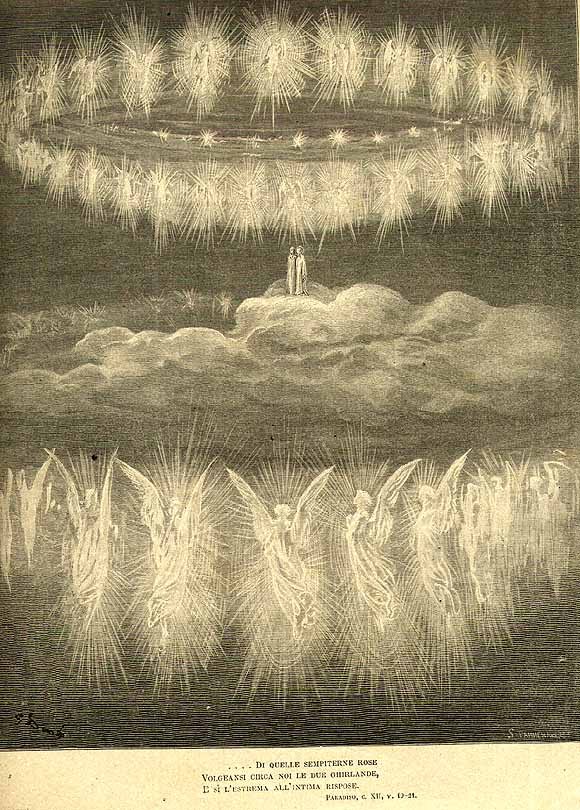 . . . . DI QUELLE SEMPITERNE ROSE
VOLGEANSI CIRCA NOI LE DUE GHIRLANDE,
E SÌ L'ESTREMA ALL'INTIMA RISPOSE.
PARADISO, C. XII, V. 19-21.